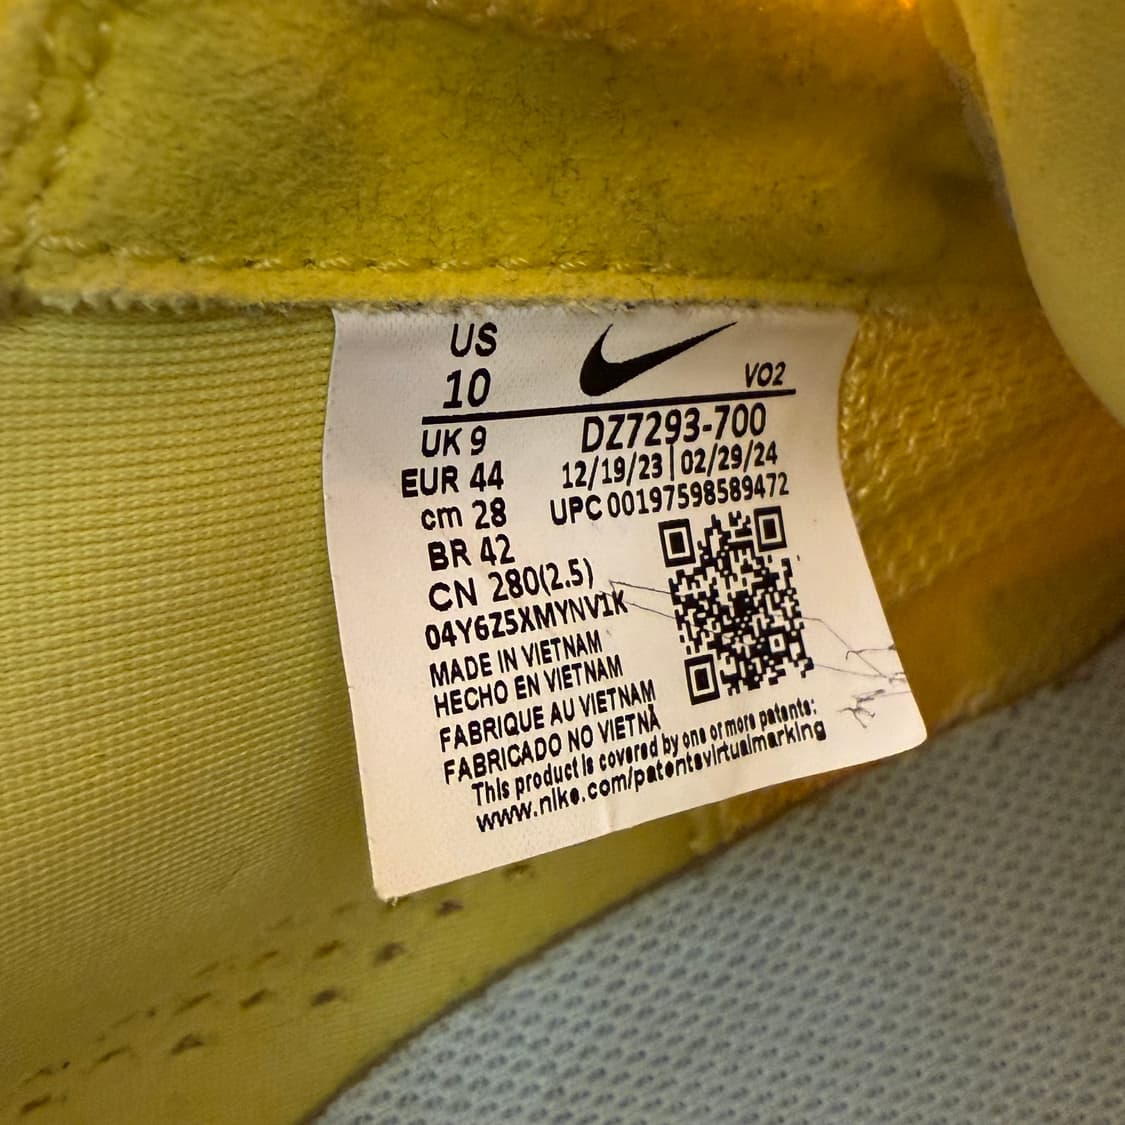 US
10
VO2
UK 9
DZ7293-700
EUR 44
12/19/23 | 02/29/24
cm 28
UPC 00197598589472
BR 42
CN 280(2.5)
04Y6Z5XMYNV1K
MADE IN VIETNAM
HECHO EN VIETNAM
FABRIQUE AU VIETNAM
FABRICADO NO VIETNÃ
This product is covered by one or more patents:
www.nike.com/patentsvirtualmarking